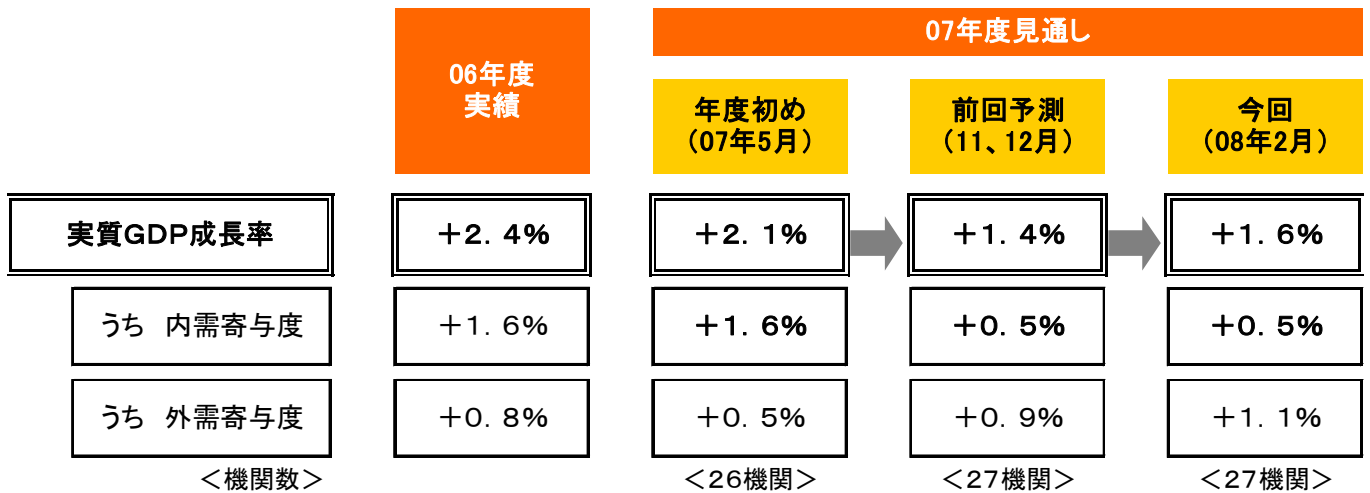 06年度
実績
07年度見通し
年度初め
（07年5月）
前回予測
（11、12月）
今回
（08年2月）
実質GDP成長率
＋2．4%
＋2．1%
＋1．4%
＋1．6%
うち　内需寄与度
＋1．6%
＋1．6%
＋0．5%
＋0．5%
うち　外需寄与度
＋0．8%
＋0．5%
＋0．9%
＋1．1%
＜機関数＞
＜26機関＞
＜27機関＞
＜27機関＞